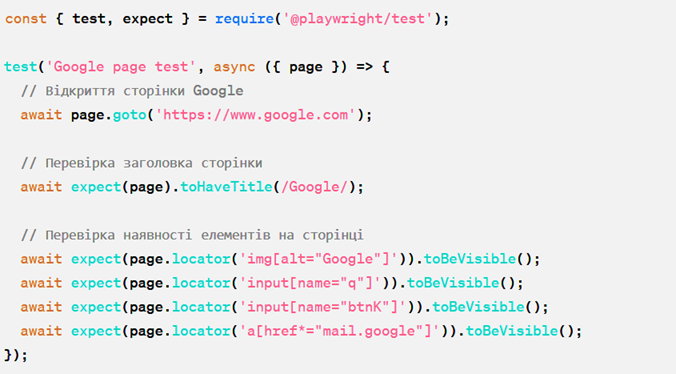 const { test, expect } = require('@playwright/test');
test('Google page test', async ({ page }) => {
// Відкриття сторінки Google
await page.goto('https://www.google.com');
// Перевірка заголовка сторінки
await expect(page).toHaveTitle(/Google/);
// Перевірка наявності елементів на сторінці
await expect(page.locator('img[alt="Google"]')).toBeVisible();
await expect(page.locator('input[name="q"]')).toBeVisible();
await expect(page.locator('input[name="btnK"]')).toBeVisible();
await expect(page.locator('a[href*="mail.google"]')).toBeVisible();
});